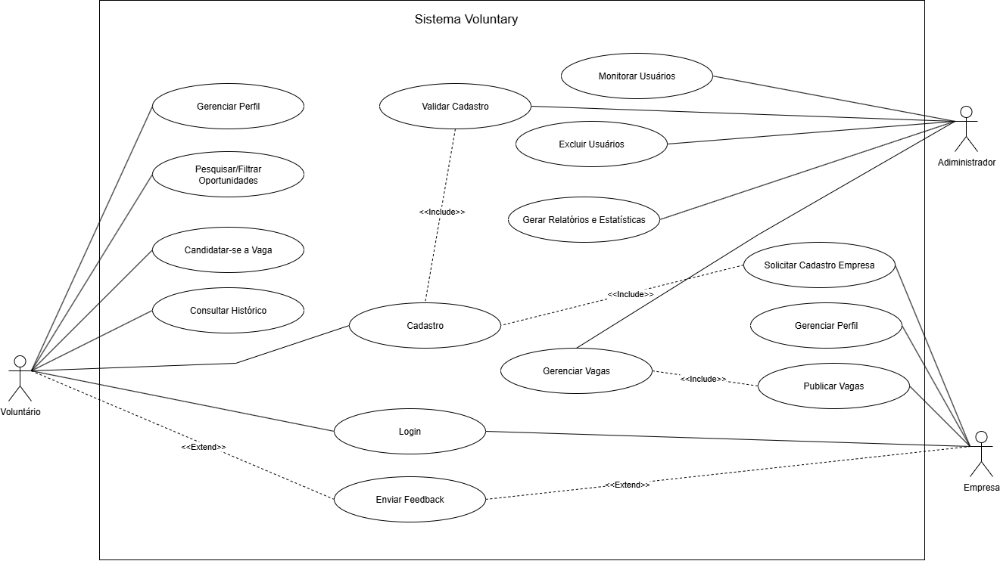 Sistema Voluntary
Monitorar Usuários
Gerenciar Perfil
Validar Cadastro
Excluir Usuários
Adiministrador
Pesquisar/Filtrar
Oportunidades
<<Include>>
Gerar Relatórios e Estatísticas
Candidatar-se a Vaga
Solicitar Cadastro Empresa
<<Include>>
Consultar Histórico
Cadastro
Gerenciar Perfil
Gerenciar Vagas
<<Include>>
Publicar Vagas
Voluntário
Login
<<Extend>>
Enviar Feedback
<<Extend>>
Empresa